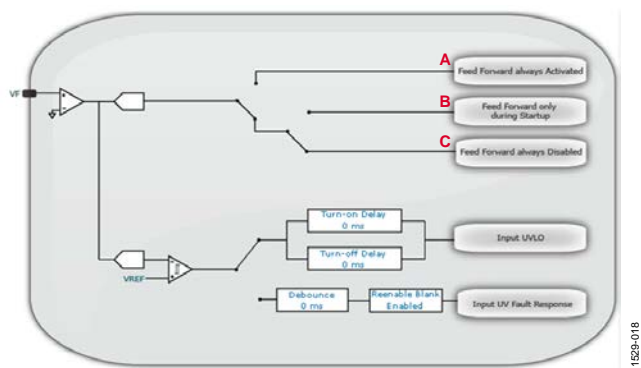 A
Feed Forward always Activated
VF
B
Feed Forward only
during Startup
C
Feed Forward always Disabled
Turn-on Delay
0 ms
Input UVLO
Turn-off Delay
0 ms
VREF
Debounce
0 ms
Reenable Blank
Enabled
Input UV Fault Response
1529-018